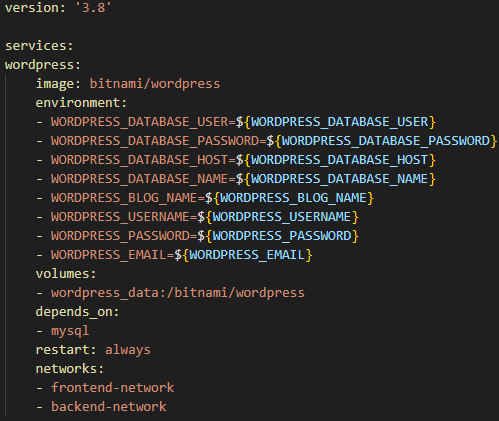 version: '3.8'

services:
wordpress:
    image: bitnami/wordpress
    environment:
    - WORDPRESS_DATABASE_USER=${WORDPRESS_DATABASE_USER}
    - WORDPRESS_DATABASE_PASSWORD=${WORDPRESS_DATABASE_PASSWORD}
    - WORDPRESS_DATABASE_HOST=${WORDPRESS_DATABASE_HOST}
    - WORDPRESS_DATABASE_NAME=${WORDPRESS_DATABASE_NAME}
    - WORDPRESS_BLOG_NAME=${WORDPRESS_BLOG_NAME}
    - WORDPRESS_USERNAME=${WORDPRESS_USERNAME}
    - WORDPRESS_PASSWORD=${WORDPRESS_PASSWORD}
    - WORDPRESS_EMAIL=${WORDPRESS_EMAIL}
    volumes:
    - wordpress_data:/bitnami/wordpress
    depends_on:
    - mysql
    restart: always
    networks:
    - frontend-network
    - backend-network